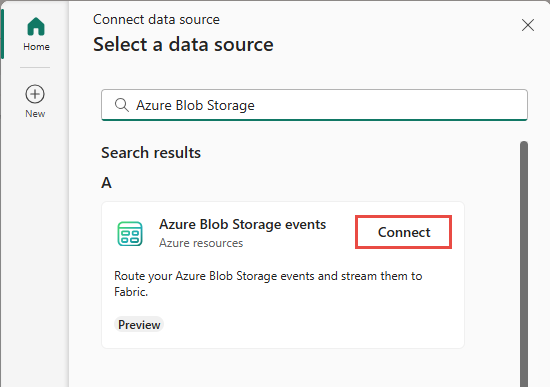 Home
New
Connect data source
Select a data source
Azure Blob Storage
Search results
A
Azure Blob Storage events
Azure resources
Connect
Route your Azure Blob Storage events and stream them to
Fabric.
Preview